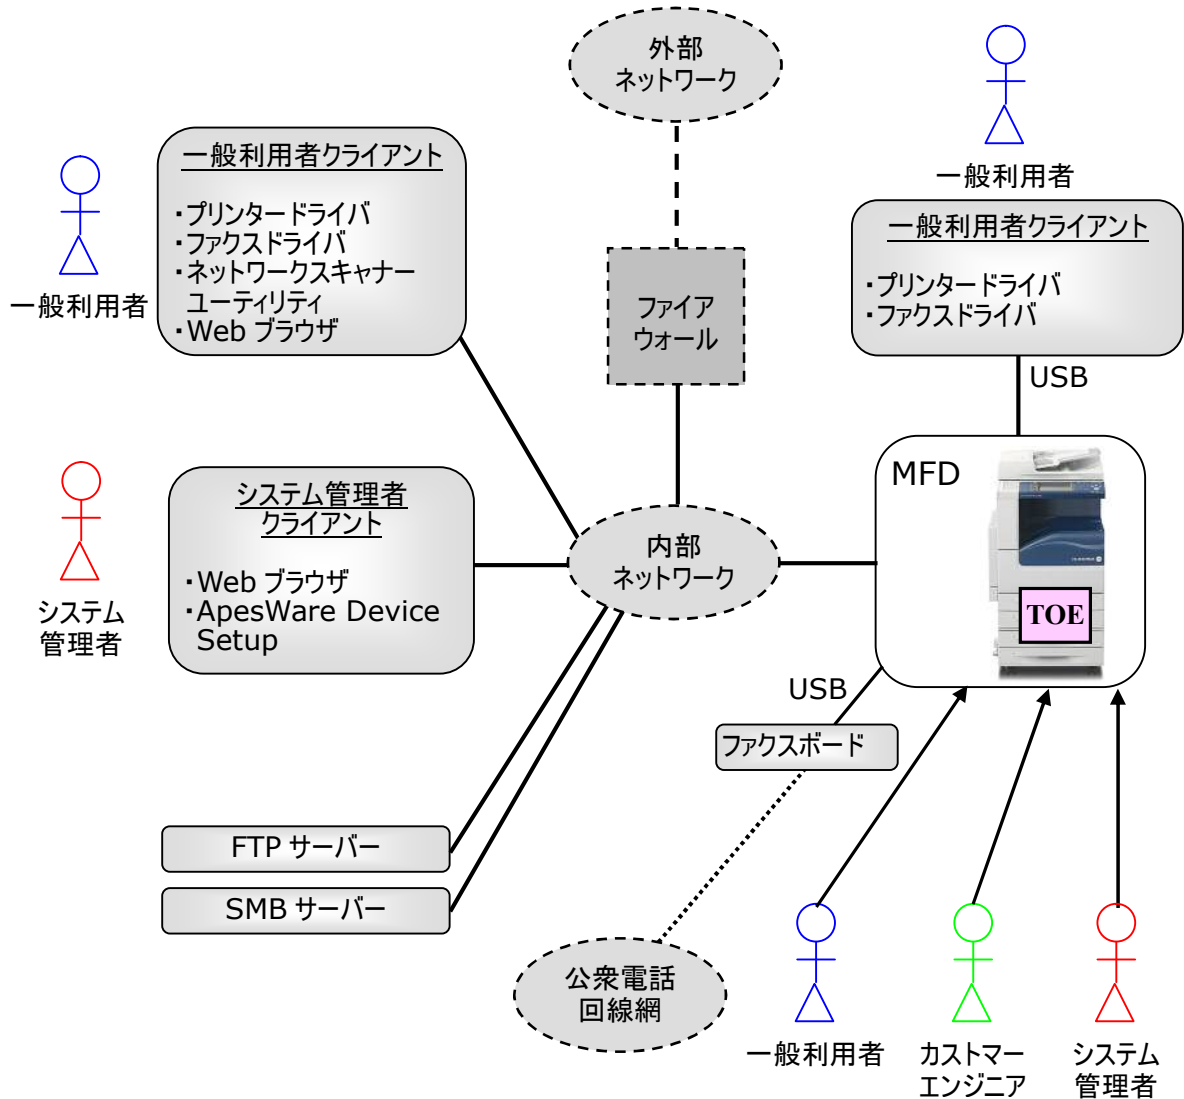 外部
ネットワーク
一般利用者
一般利用者クライアント
・プリンタードライバ
・ファクスドライバ
・ネットワークスキャナー
ユーティリティ
・Web ブラウザ
一般利用者
一般利用者クライアント
・プリンタードライバ
・ファクスドライバ
ファイア
ウォール
USB
MFD
TOE
システム管理者
クライアント
・Web ブラウザ
・ApesWare Device
Setup
システム
管理者
内部
ネットワーク
USB
ファクスボード
FTP サーバー
SMB サーバー
公衆電話
回線網
一般利用者
カストマー
エンジニア
システム
管理者